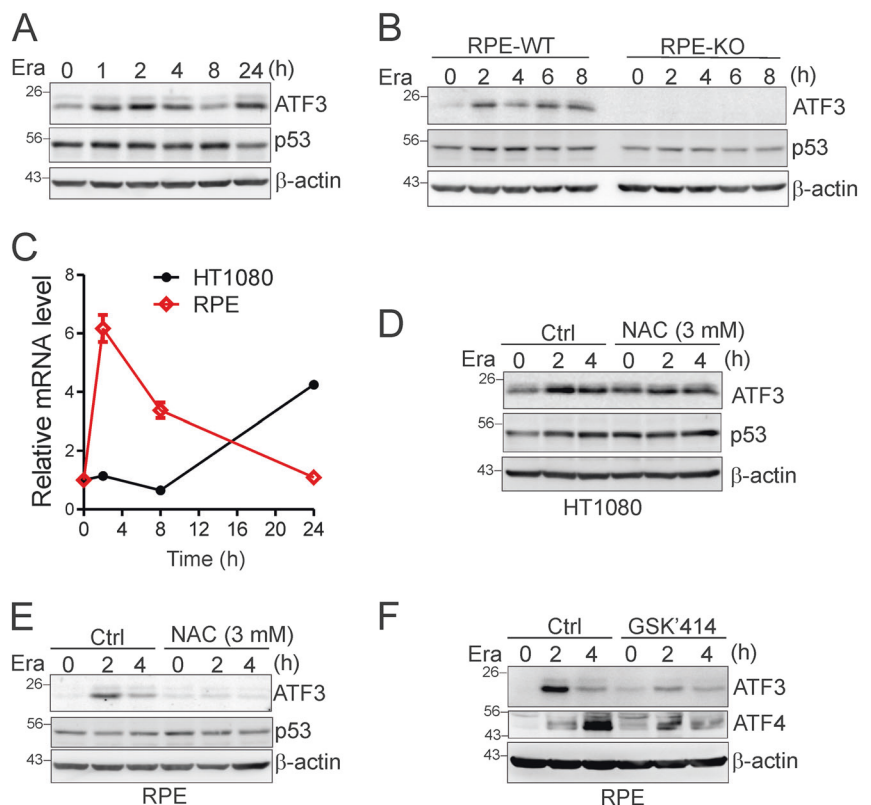 A
Era 0 1 2 4 8 24 (h)
26
ATF3
56
p53
43
β-actin
B
RPE-WT RPE-KO
0 2 4 6 8 0 2 4 6 8 (h)
26
ATF3
56
p53
43
β-actin
C
Relative mRNA level
8
6
4
2
0
HT1080
RPE
0 4 8 12 16 20 24
Time (h)
D
Ctrl NAC (3 mM)
Era 0 2 4 0 2 4 (h)
26
ATF3
56
p53
43
β-actin
HT1080
E
Ctrl NAC (3 mM)
Era 0 2 4 0 2 4 (h)
26
ATF3
56
p53
43
β-actin
RPE
F
Ctrl GSK'414
Era 0 2 4 0 2 4 (h)
26
ATF3
56
ATF4
43
43
β-actin
RPE